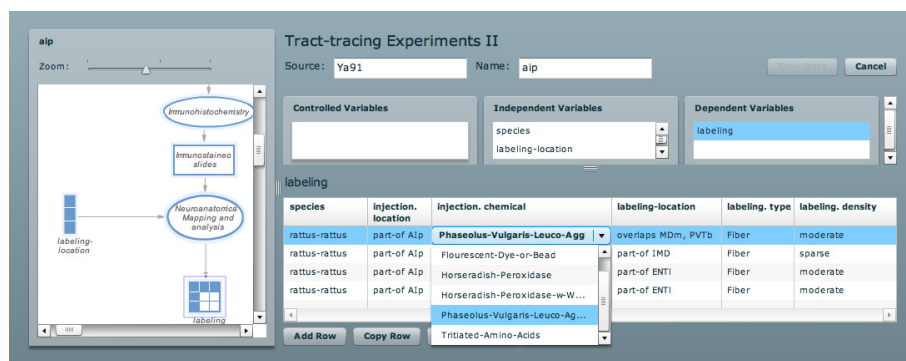 aip
Zoom:
Immunohistochemistry
Immunostained
slides
Neuroanatomica
Mapping and
analysis
labeling-
location
labeling
Tract-tracing Experiments II
Source: Ya91 Name: aip Save Data Cancel
Controlled Variables Independent Variables Dependent Variables
species labeling
labeling-location
labeling
species injection. injection. chemical labeling-location labeling. type labeling. density
location
rattus-rattus part-of AIp Phaseolus-Vulgaris-Leuco-Agg overlaps MDm, PVTb Fiber moderate
rattus-rattus part-of AIp Flourescent-Dye-or-Bead part-of IMD Fiber sparse
rattus-rattus part-of AIp Horseradish-Peroxidase part-of ENTl Fiber moderate
rattus-rattus part-of AIp Horseradish-Peroxidase-w-W... part-of ENTl Fiber moderate
Phaseolus-Vulgaris-Leuco-Ag...
Add Row Copy Row Tritiated-Amino-Acids